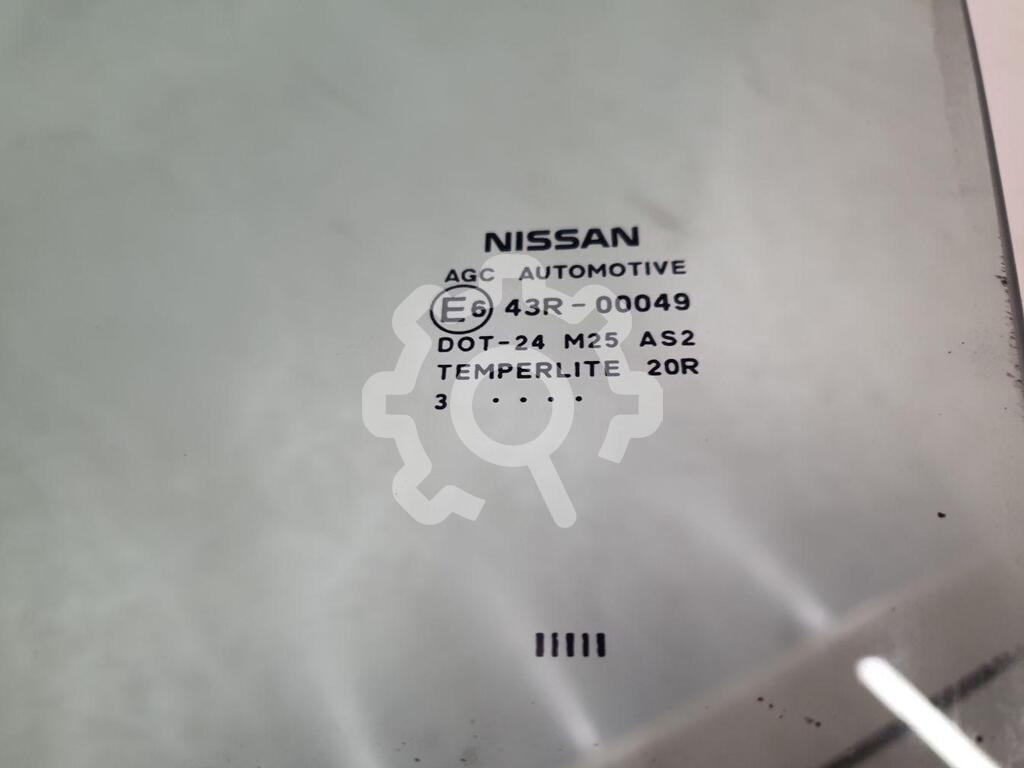 NISSAN
AGC AUTOMOTIVE
E6 43R-00049
DOT-24 M25 AS2
TEMPERLITE 20R
3 ....